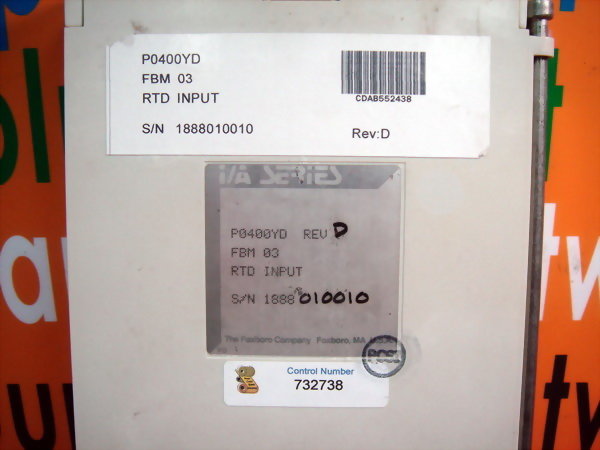 P0400YD
FBM 03
RTD INPUT
S/N 1888010010
CDAB552438
Rev:D
I/A SERIES
P0400YD REV D
FBM 03
RTD INPUT
S/N 1888 010010
The Foxboro Company Foxboro, MA
Control Number
732738